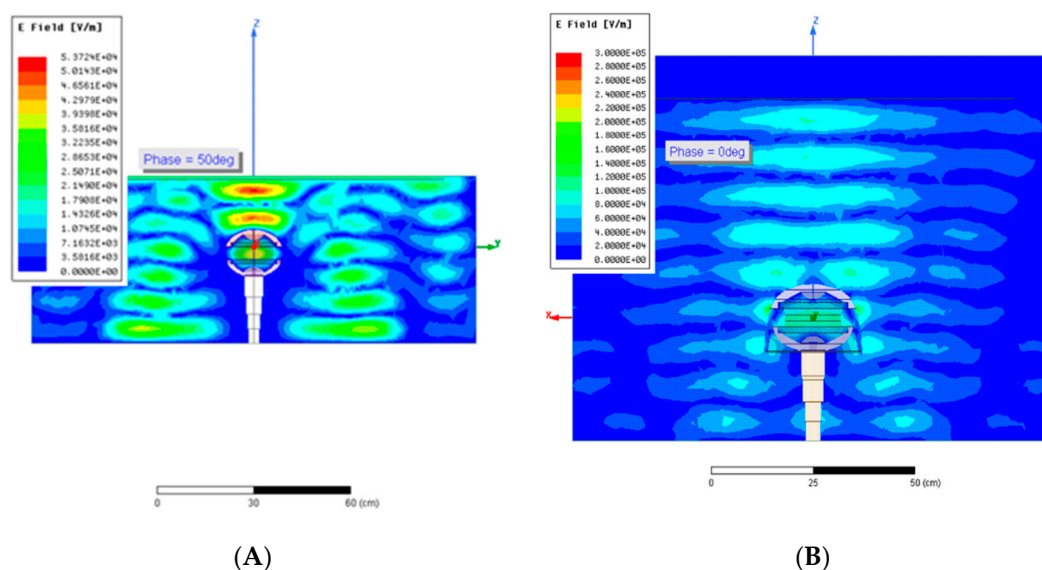 E Field [V/m]
5.3724E+04
5.0143E+04
4.6561E+04
4.2979E+04
3.9398E+04
3.5816E+04
3.2235E+04
2.8653E+04
2.5071E+04
2.1490E+04
1.7908E+04
1.4326E+04
1.0745E+04
7.1632E+03
3.5816E+03
0.0000E+00
Z
Phase = 50deg
Y
0
30
60 (cm)
(A)
E Field [V/m]
3.0000E+05
2.8000E+05
2.6000E+05
2.4000E+05
2.2000E+05
2.0000E+05
1.8000E+05
1.6000E+05
1.4000E+05
1.2000E+05
1.0000E+05
8.0000E+04
6.0000E+04
4.0000E+04
2.0000E+04
0.0000E+00
Z
Phase = 0deg
X
0
25
50 (cm)
(B)